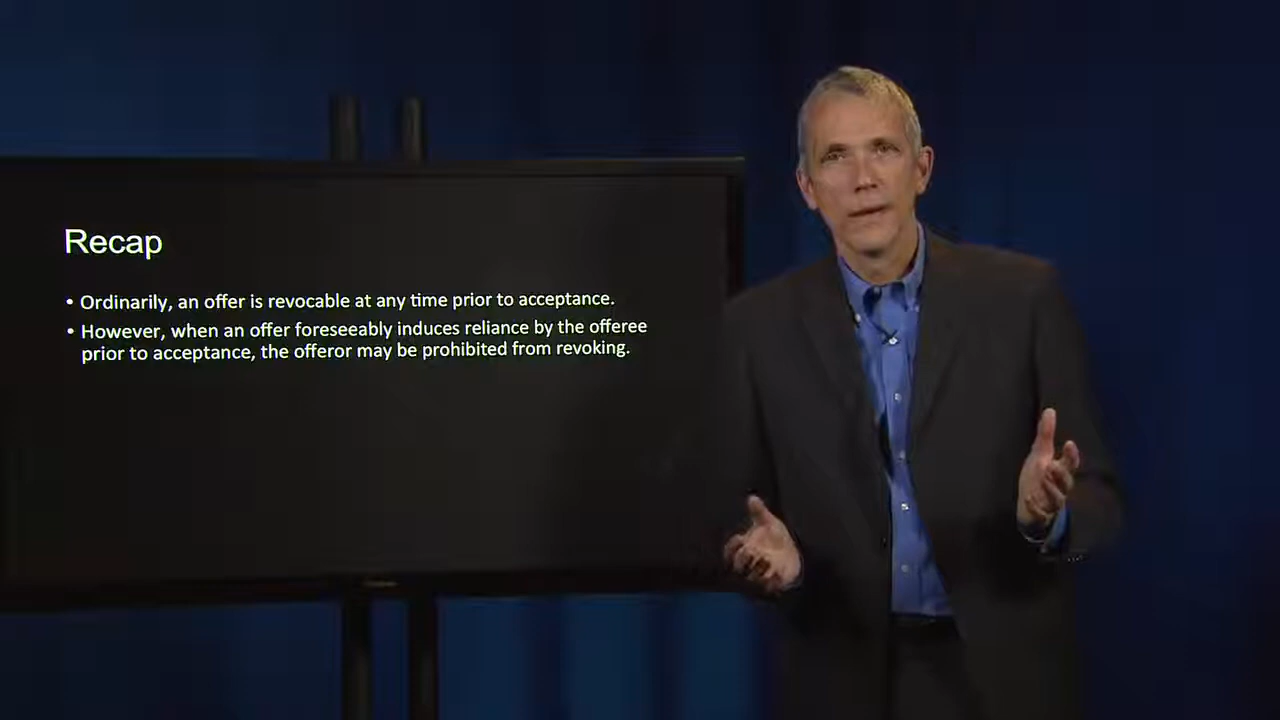 Recap
• Ordinarily, an offer is revocable at any time prior to acceptance.
• However, when an offer foreseeably induces reliance by the offeree
prior to acceptance, the offeror may be prohibited from revoking.